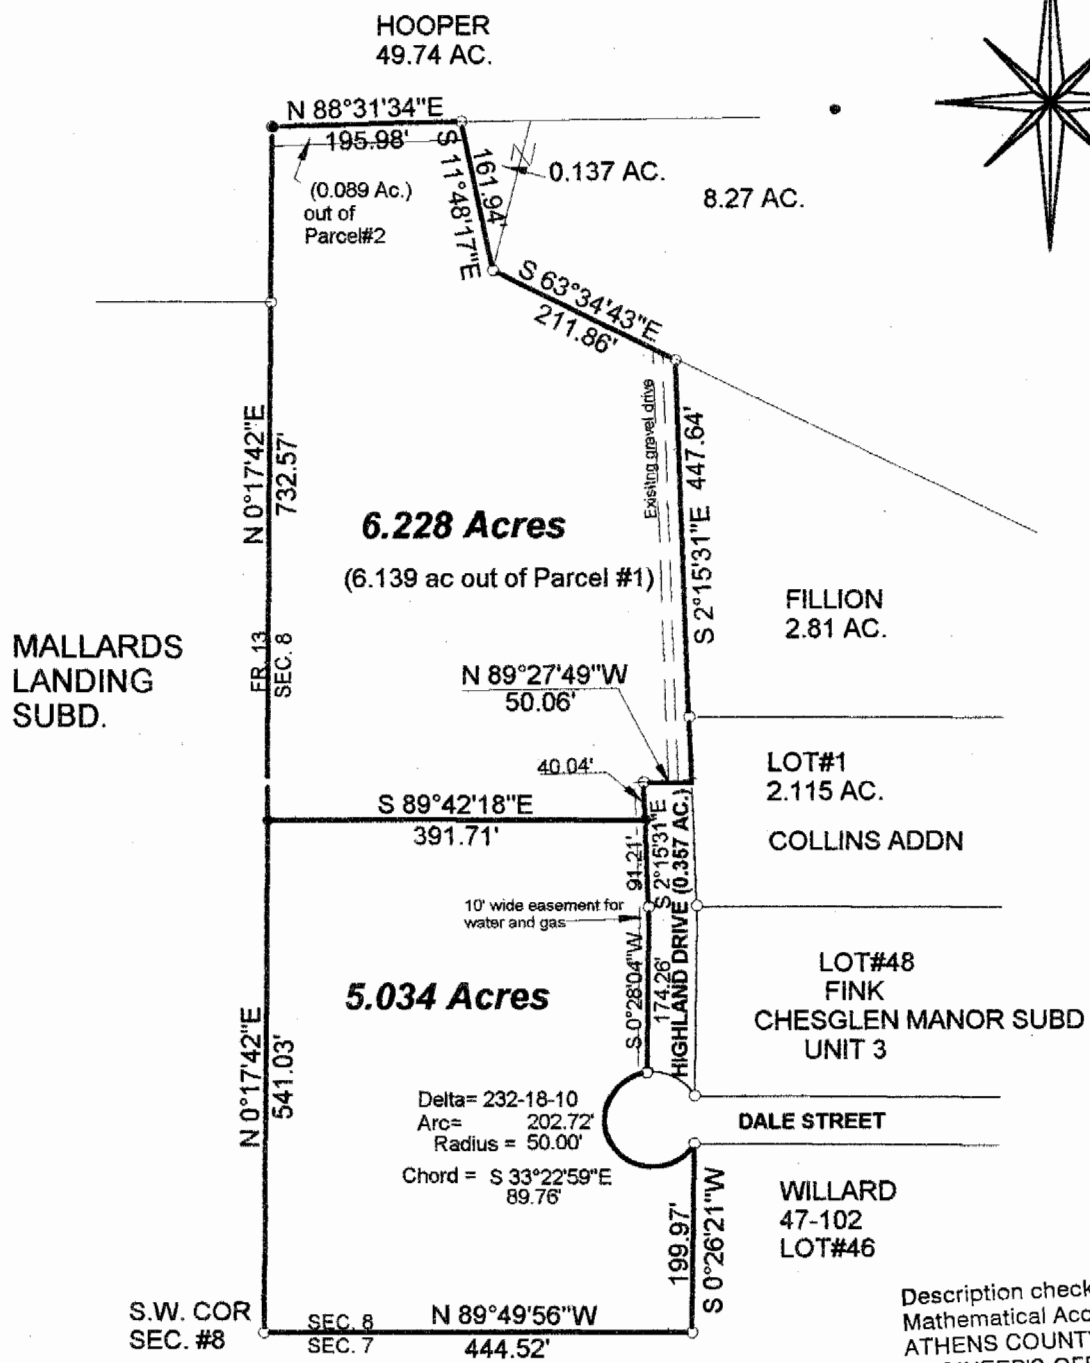 HOOPER
49.74 AC.
N 88°31'34"E
195.98'
(0.089 Ac.)
out of
Parcel#2
S 11°48'17"E
161.94'
0.137 AC.
8.27 AC.
S 63°34'43"E
211.86'
Existing gravel drive
N 0°17'42"E
732.57'
S 2°15'31"E 447.64'
6.228 Acres
(6.139 ac out of Parcel #1)
FILLION
2.81 AC.
MALLARDS
LANDING
SUBD.
FR. 13
SEC. 8
N 89°27'49"W
50.06'
40.04'
LOT#1
2.115 AC.
COLLINS ADDN
S 89°42'18"E
391.71'
91.21'
S 2°15'31"E
HIGHLAND DRIVE (0.357 AC.)
10' wide easement for
water and gas
S 0°28'04"W
174.26'
5.034 Acres
LOT#48
FINK
CHESGLEN MANOR SUBD
UNIT 3
N 0°17'42"E
541.03'
Delta= 232-18-10
Arc= 202.72'
Radius = 50.00'
Chord = S 33°22'59"E
89.76'
DALE STREET
WILLARD
47-102
LOT#46
199.97'
S 0°26'21"W
S.W. COR
SEC. #8
SEC. 8
SEC. 7
N 89°49'56"W
444.52'
Description check
Mathematical Acc
ATHENS COUNTY